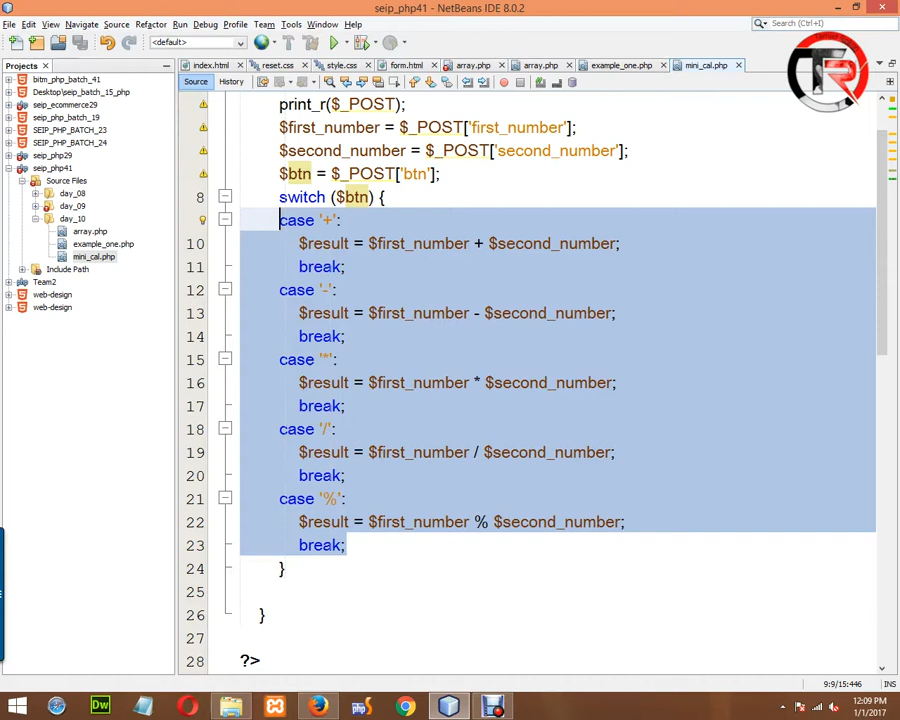 seip_php41 - NetBeans IDE 8.0.2
File Edit View Navigate Source Refactor Run Debug Profile Team Tools Window Help
Search (Ctrl+I)
<default>
Projects
index.html reset.css style.css form.html array.php array.php example_one.php mini_cal.php
Source History
bitm_php_batch_41
Desktop\seip_batch_15_php
seip_ecommerce29
seip_php_batch_19
SEIP_PHP_BATCH_23
SEIP_PHP_BATCH_24
seip_php29
seip_php41
Source Files
day_08
day_09
day_10
array.php
example_one.php
mini_cal.php
Include Path
Team2
web-design
web-design
print_r($_POST);
$first_number = $_POST['first_number'];
$second_number = $_POST['second_number'];
$btn = $_POST['btn'];
8 switch ($btn) {
case '+':
10 $result = $first_number + $second_number;
11 break;
12 case '-':
13 $result = $first_number - $second_number;
14 break;
15 case '*':
16 $result = $first_number * $second_number;
17 break;
18 case '/':
19 $result = $first_number / $second_number;
20 break;
21 case '%':
22 $result = $first_number % $second_number;
23 break;
24 }
25
26 }
27
28 ?>
9:9/15:446 INS
Dw
php
12:09 PM
1/1/2017